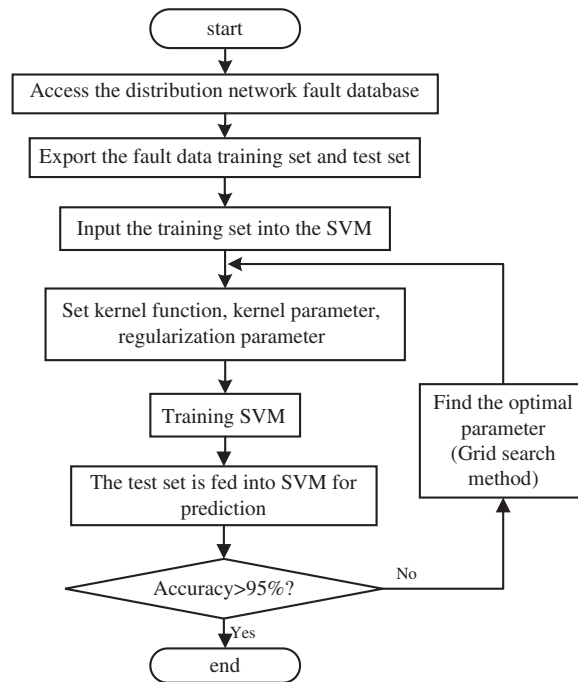 start
Access the distribution network fault database
Export the fault data training set and test set
Input the training set into the SVM
Set kernel function, kernel parameter,
regularization parameter
Training SVM
The test set is fed into SVM for
prediction
Accuracy>95%?
No
Find the optimal
parameter
(Grid search
method)
Yes
end